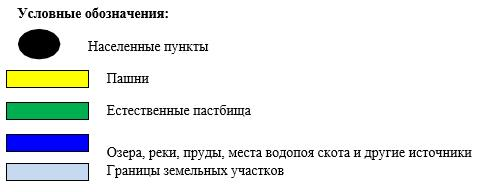 Условные обозначения:
Населенные пункты
Пашни
Естественные пастбища
Озера, реки, пруды, места водопоя скота и другие источники
Границы земельных участков